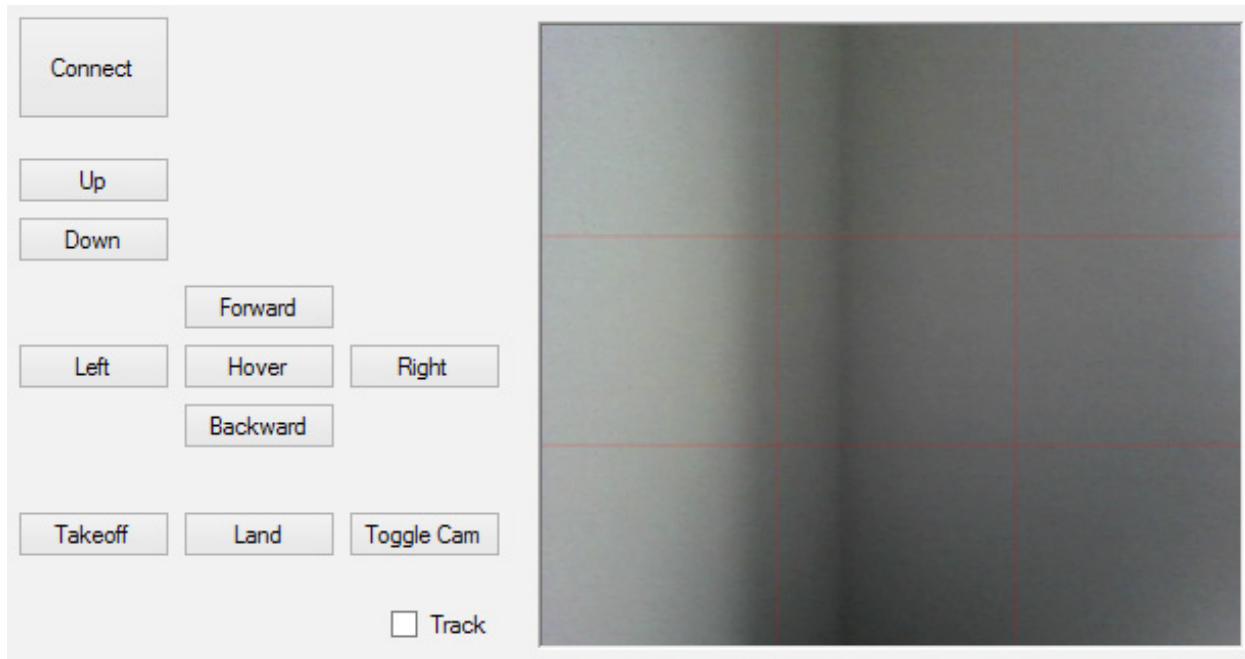 Connect
Up
Down
Forward
Left Hover Right
Backward
Takeoff Land Toggle Cam
Track